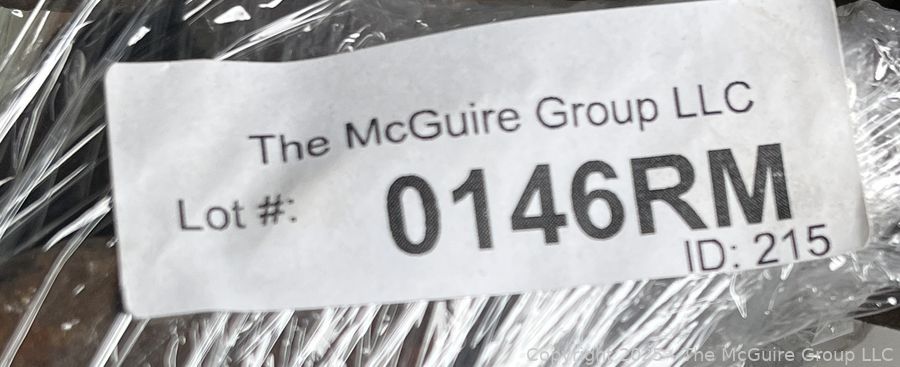 The McGuire Group LLC
Lot #: 0146RM
ID: 215
Copyright 2025 - The McGuire Group LLC